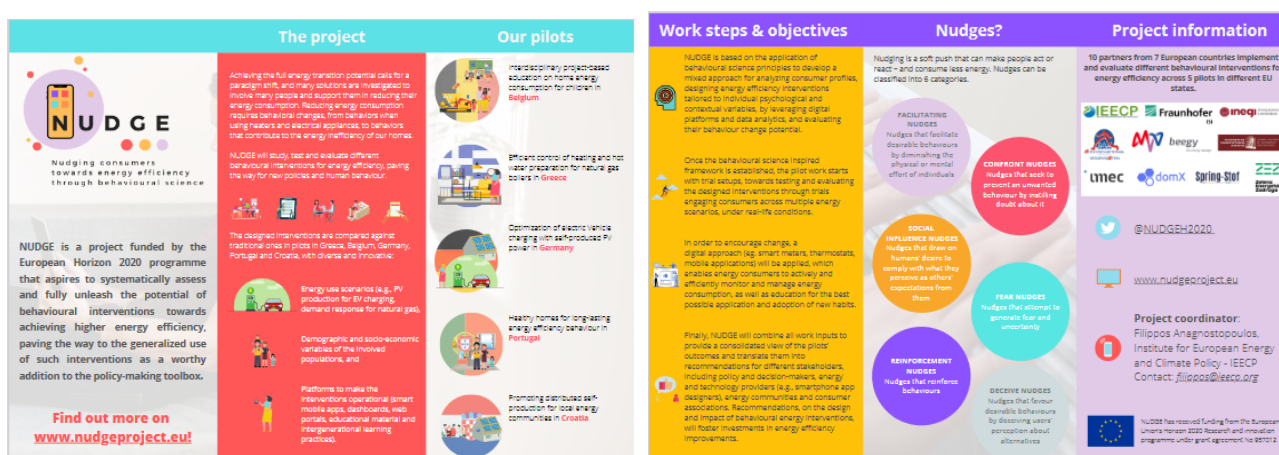 The project
Our pilots
NUDGE
Nudging consumers
towards energy efficiency
through behavioural science
NUDGE is a project funded by the
European Horizon 2020 programme
that aspires to systematically assess
and fully unleash the potential of
behavioural interventions towards
achieving higher energy efficiency,
paving the way to the generalized use
of such interventions as a worthy
addition to the policy-making toolbox.
Find out more on
www.nudgeproject.eu!
Achieving the full energy transition potential calls for a
paradigm shift, and many solutions are investigated to
involve many people and support them in reducing their
energy consumption. Reducing energy consumption
requires behavioral changes, from behaviors when
using heaters and electrical appliances, to behaviors
that contribute to the energy inefficiency of our homes.
NUDGE will study, test and evaluate different
behavioural interventions for energy efficiency, paving
the way for new policies and human behaviour.
The designed interventions are compared against
traditional ones in pilots in Greece, Belgium, Germany,
Portugal and Croatia, with diverse and innovative:
Energy use scenarios (e.g., PV
production for EV charging,
demand response for natural gas),
Demographic and socio-economic
variables of the involved
populations, and
Platforms to make the
interventions operational (smart
mobile apps, dashboards, web
portals, educational material and
intergenerational learning
practices).
Interdisciplinary project-based
education on home energy
consumption for children in
Belgium
Efficient control of heating and hot
water preparation for natural gas
boilers in Greece
Optimization of electric Vehicle
charging with self-produced PV
power in Germany
Healthy homes for long-lasting
energy efficiency behaviour in
Portugal
Promoting distributed self-
production for local energy
communities in Croatia
Work steps & objectives
Nudges?
Project information
NUDGE is based on the application of
behavioural science principles to develop a
mixed approach for analyzing consumer profiles,
designing energy efficiency interventions
tailored to individual psychological and
contextual variables, by leveraging digital
platforms and data analytics, and evaluating
their behaviour change potential.
Once the behavioural science inspired
framework is established, the pilot work starts
with trial setups, towards testing and evaluating
the designed interventions through trials
engaging consumers across multiple energy
scenarios, under real-life conditions.
In order to encourage change, a
digital approach (eg. smart meters, thermostats,
mobile applications) will be applied, which
enables energy consumers to actively and
efficiently monitor and manage energy
consumption, as well as education for the best
possible application and adoption of new habits.
Finally, NUDGE will combine all work inputs to
provide a consolidated view of the pilots'
outcomes and translate them into
recommendations for different stakeholders,
including policy and decision-makers, energy
and technology providers (e.g., smartphone app
designers), energy communities and consumer
associations. Recommendations, on the design
and impact of behavioural energy interventions,
will foster investments in energy efficiency
improvements.
Nudging is a soft push that can make people act or
react – and consume less energy. Nudges can be
classified into 6 categories.
FACILITATING
NUDGES
Nudges that facilitate
desirable behaviours
by diminishing the
physical or mental
effort of individuals
CONFRONT NUDGES
Nudges that seek to
prevent an unwanted
behaviour by instilling
doubt about it
SOCIAL
INFLUENCE NUDGES
Nudges that draw on
humans' desire to
comply with what they
perceive as others'
expectations from
them
FEAR NUDGES
Nudges that attempt to
generate fear and
uncertainty
REINFORCEMENT
NUDGES
Nudges that reinforce
behaviours
DECEIVE NUDGES
Nudges that favour
desirable behaviours
by deceiving users'
perception about
alternatives
10 partners from 7 European countries implement
and evaluate different behavioural interventions for
energy efficiency across 5 pilots in different EU
states.
IEECP
Fraunhofer
ISI
inegi
beegy
imec
domX
Spring-Stof
ZEZ
@NUDGEH2020
www.nudgeproject.eu
Project coordinator:
Filippos Anagnostopoulos,
Institute for European Energy
and Climate Policy - IEECP
Contact: filippos@ieecp.org
NUDGE has received funding from the European
Union's Horizon 2020 Research and innovation
programme under grant agreement No 957012.